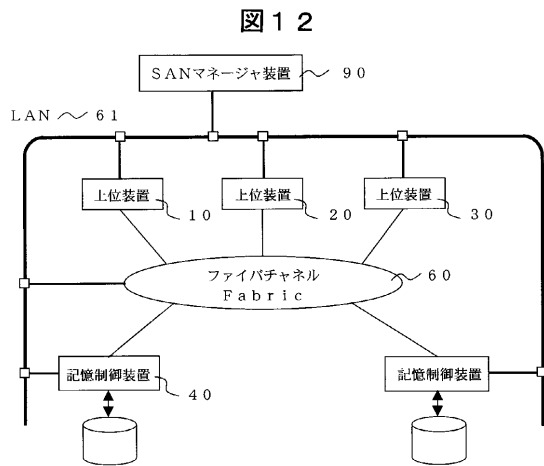 図１２
ＳＡＮマネージャ装置
９０
ＬＡＮ
６１
上位装置
１０
上位装置
２０
上位装置
３０
ファイバチャネル
Ｆａｂｒｉｃ
６０
記憶制御装置
４０
記憶制御装置